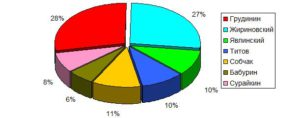 28%
27%
10%
10%
11%
6%
8%
Грудинин
Жириновский
Явлинский
Титов
Собчак
Бабурин
Сурайкин